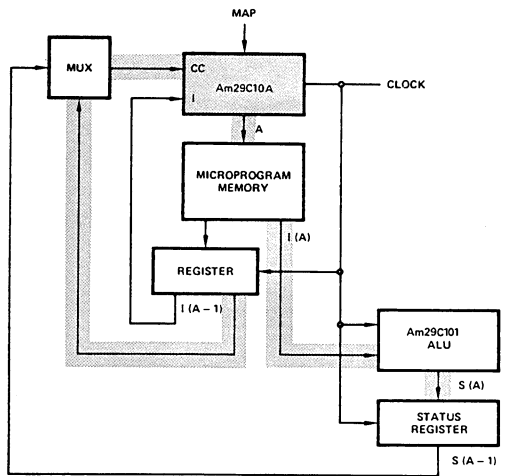 MAP
MUX
CC
Am29C10A
I
CLOCK
A
MICROPROGRAM
MEMORY
I (A)
REGISTER
I (A – 1)
Am29C101
ALU
S (A)
STATUS
REGISTER
S (A – 1)